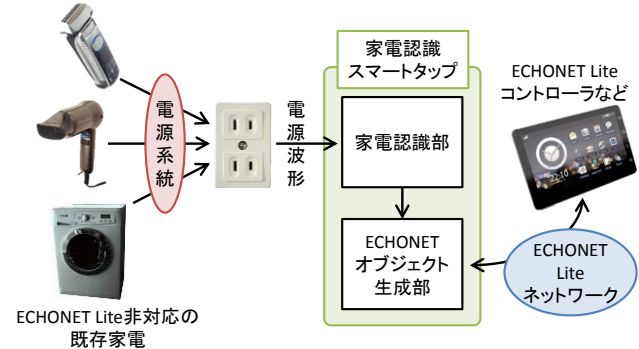 電源系統
電源波形
家電認識
スマートタップ
家電認識部
ECHONET
オブジェクト
生成部
ECHONET Lite
コントローラなど
22:10
ECHONET
Lite
ネットワーク
ECHONET Lite非対応の
既存家電